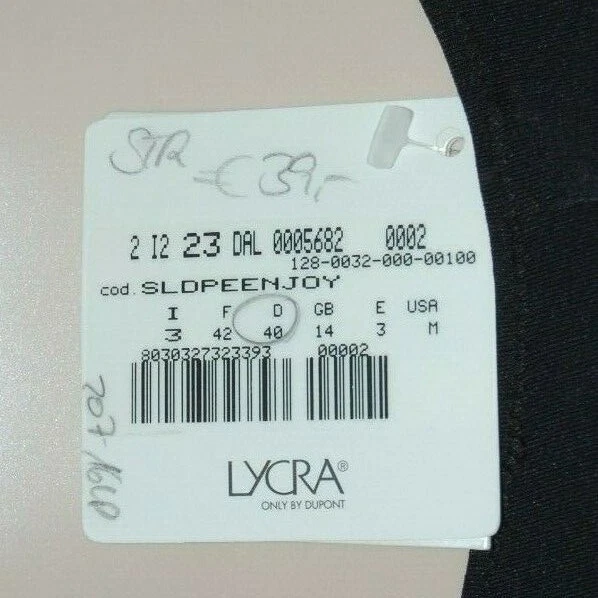 STR
€ 39,-
2 I2 23 DAL 0005682 0002
128-0032-000-00100
cod. SLDPEENJOY
I F D GB E USA
3 42 40 14 3 M
8030327323393 00002
LYCRA®
ONLY BY DUPONT